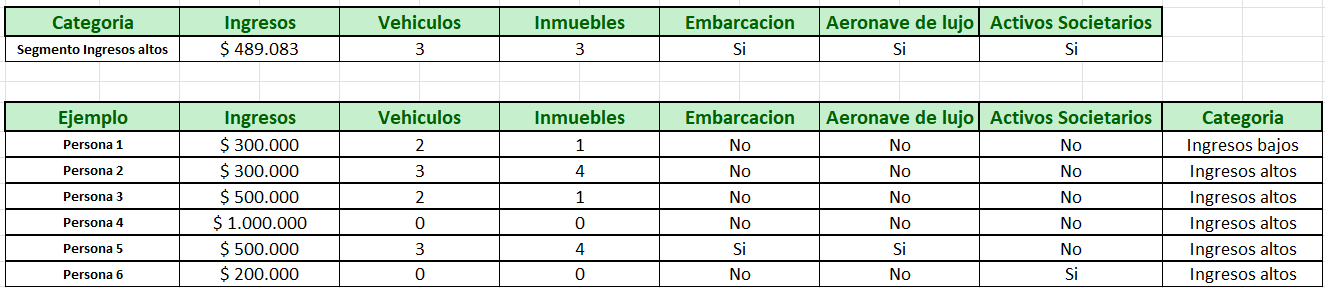 Categoria Ingresos Vehiculos Inmuebles Embarcacion Aeronave de lujo Activos Societarios
Segmento Ingresos altos $ 489.083 3 3 Si Si Si
Ejemplo Ingresos Vehiculos Inmuebles Embarcacion Aeronave de lujo Activos Societarios Categoria
Persona 1 $ 300.000 2 1 No No No Ingresos bajos
Persona 2 $ 300.000 3 4 No No No Ingresos altos
Persona 3 $ 500.000 2 1 No No No Ingresos altos
Persona 4 $ 1.000.000 0 0 No No No Ingresos altos
Persona 5 $ 500.000 3 4 Si Si No Ingresos altos
Persona 6 $ 200.000 0 0 No No Si Ingresos altos